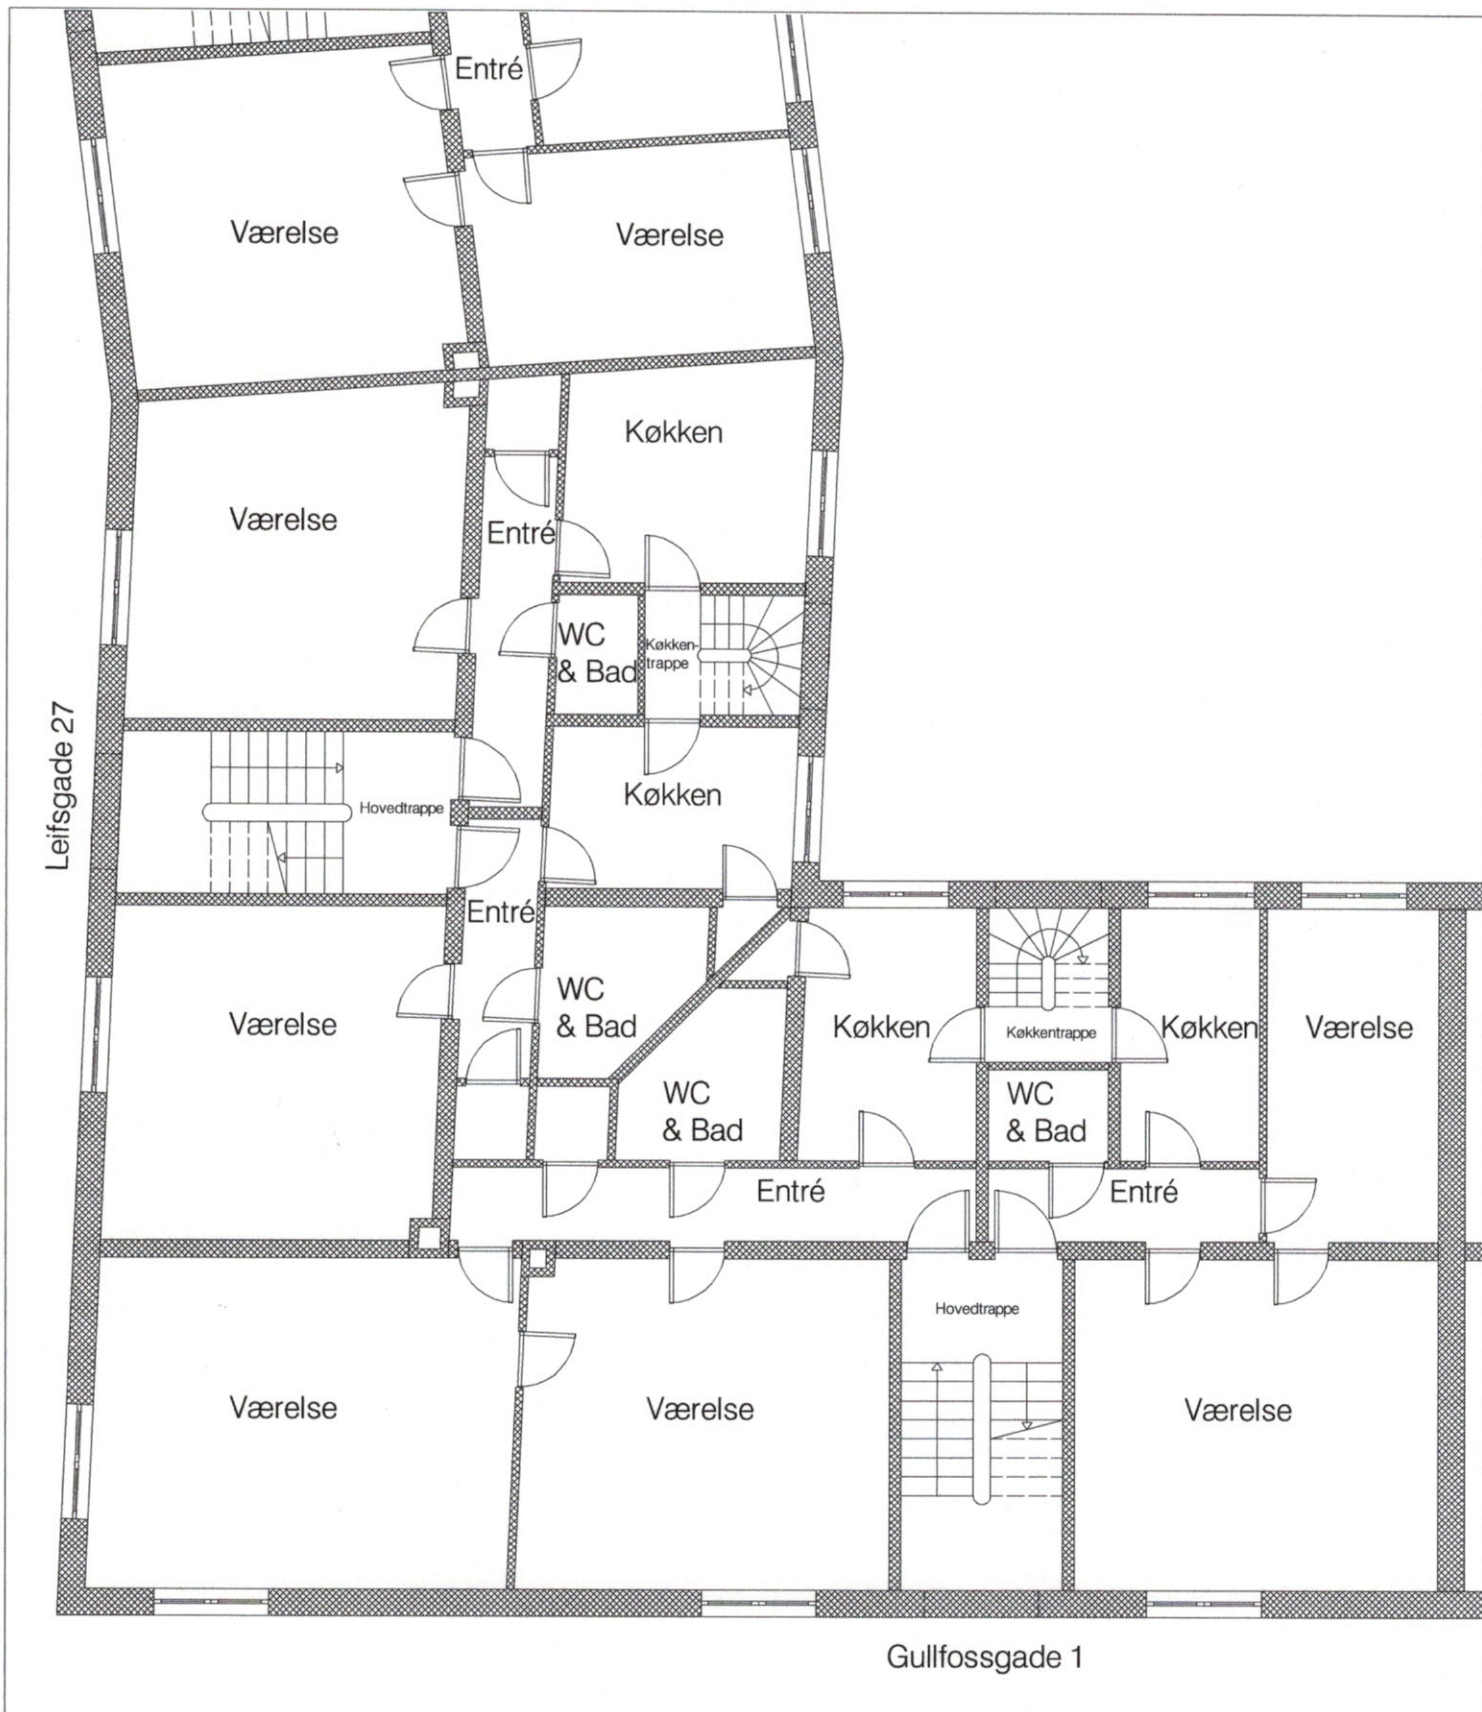 Entré
Værelse
Værelse
Køkken
Værelse
Entré
WC
& Bad
Køkken-
trappe
Leifsgade 27
Køkken
Hovedtrappe
Entré
WC
& Bad
Værelse
Køkken
Køkkentrappe
Køkken
Værelse
WC
& Bad
WC
& Bad
Entré
Entré
Hovedtrappe
Værelse
Værelse
Værelse
Gullfossgade 1